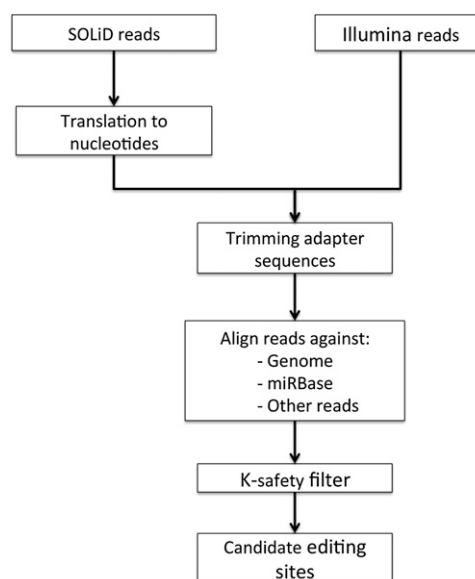 SOLiD reads
Illumina reads
Translation to
nucleotides
Trimming adapter
sequences
Align reads against:
- Genome
- miRBase
- Other reads
K-safety filter
Candidate editing
sites